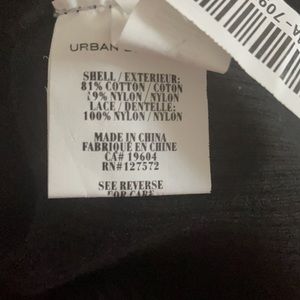 URBAN
SHELL / EXTERIEUR:
81% COTTON / COTON
19% NYLON / NYLON
LACE / DENTELLE:
100% NYLON / NYLON
MADE IN CHINA
FABRIQUÉ EN CHINE
CA# 19604
RN#127572
SEE REVERSE
FOR CARE